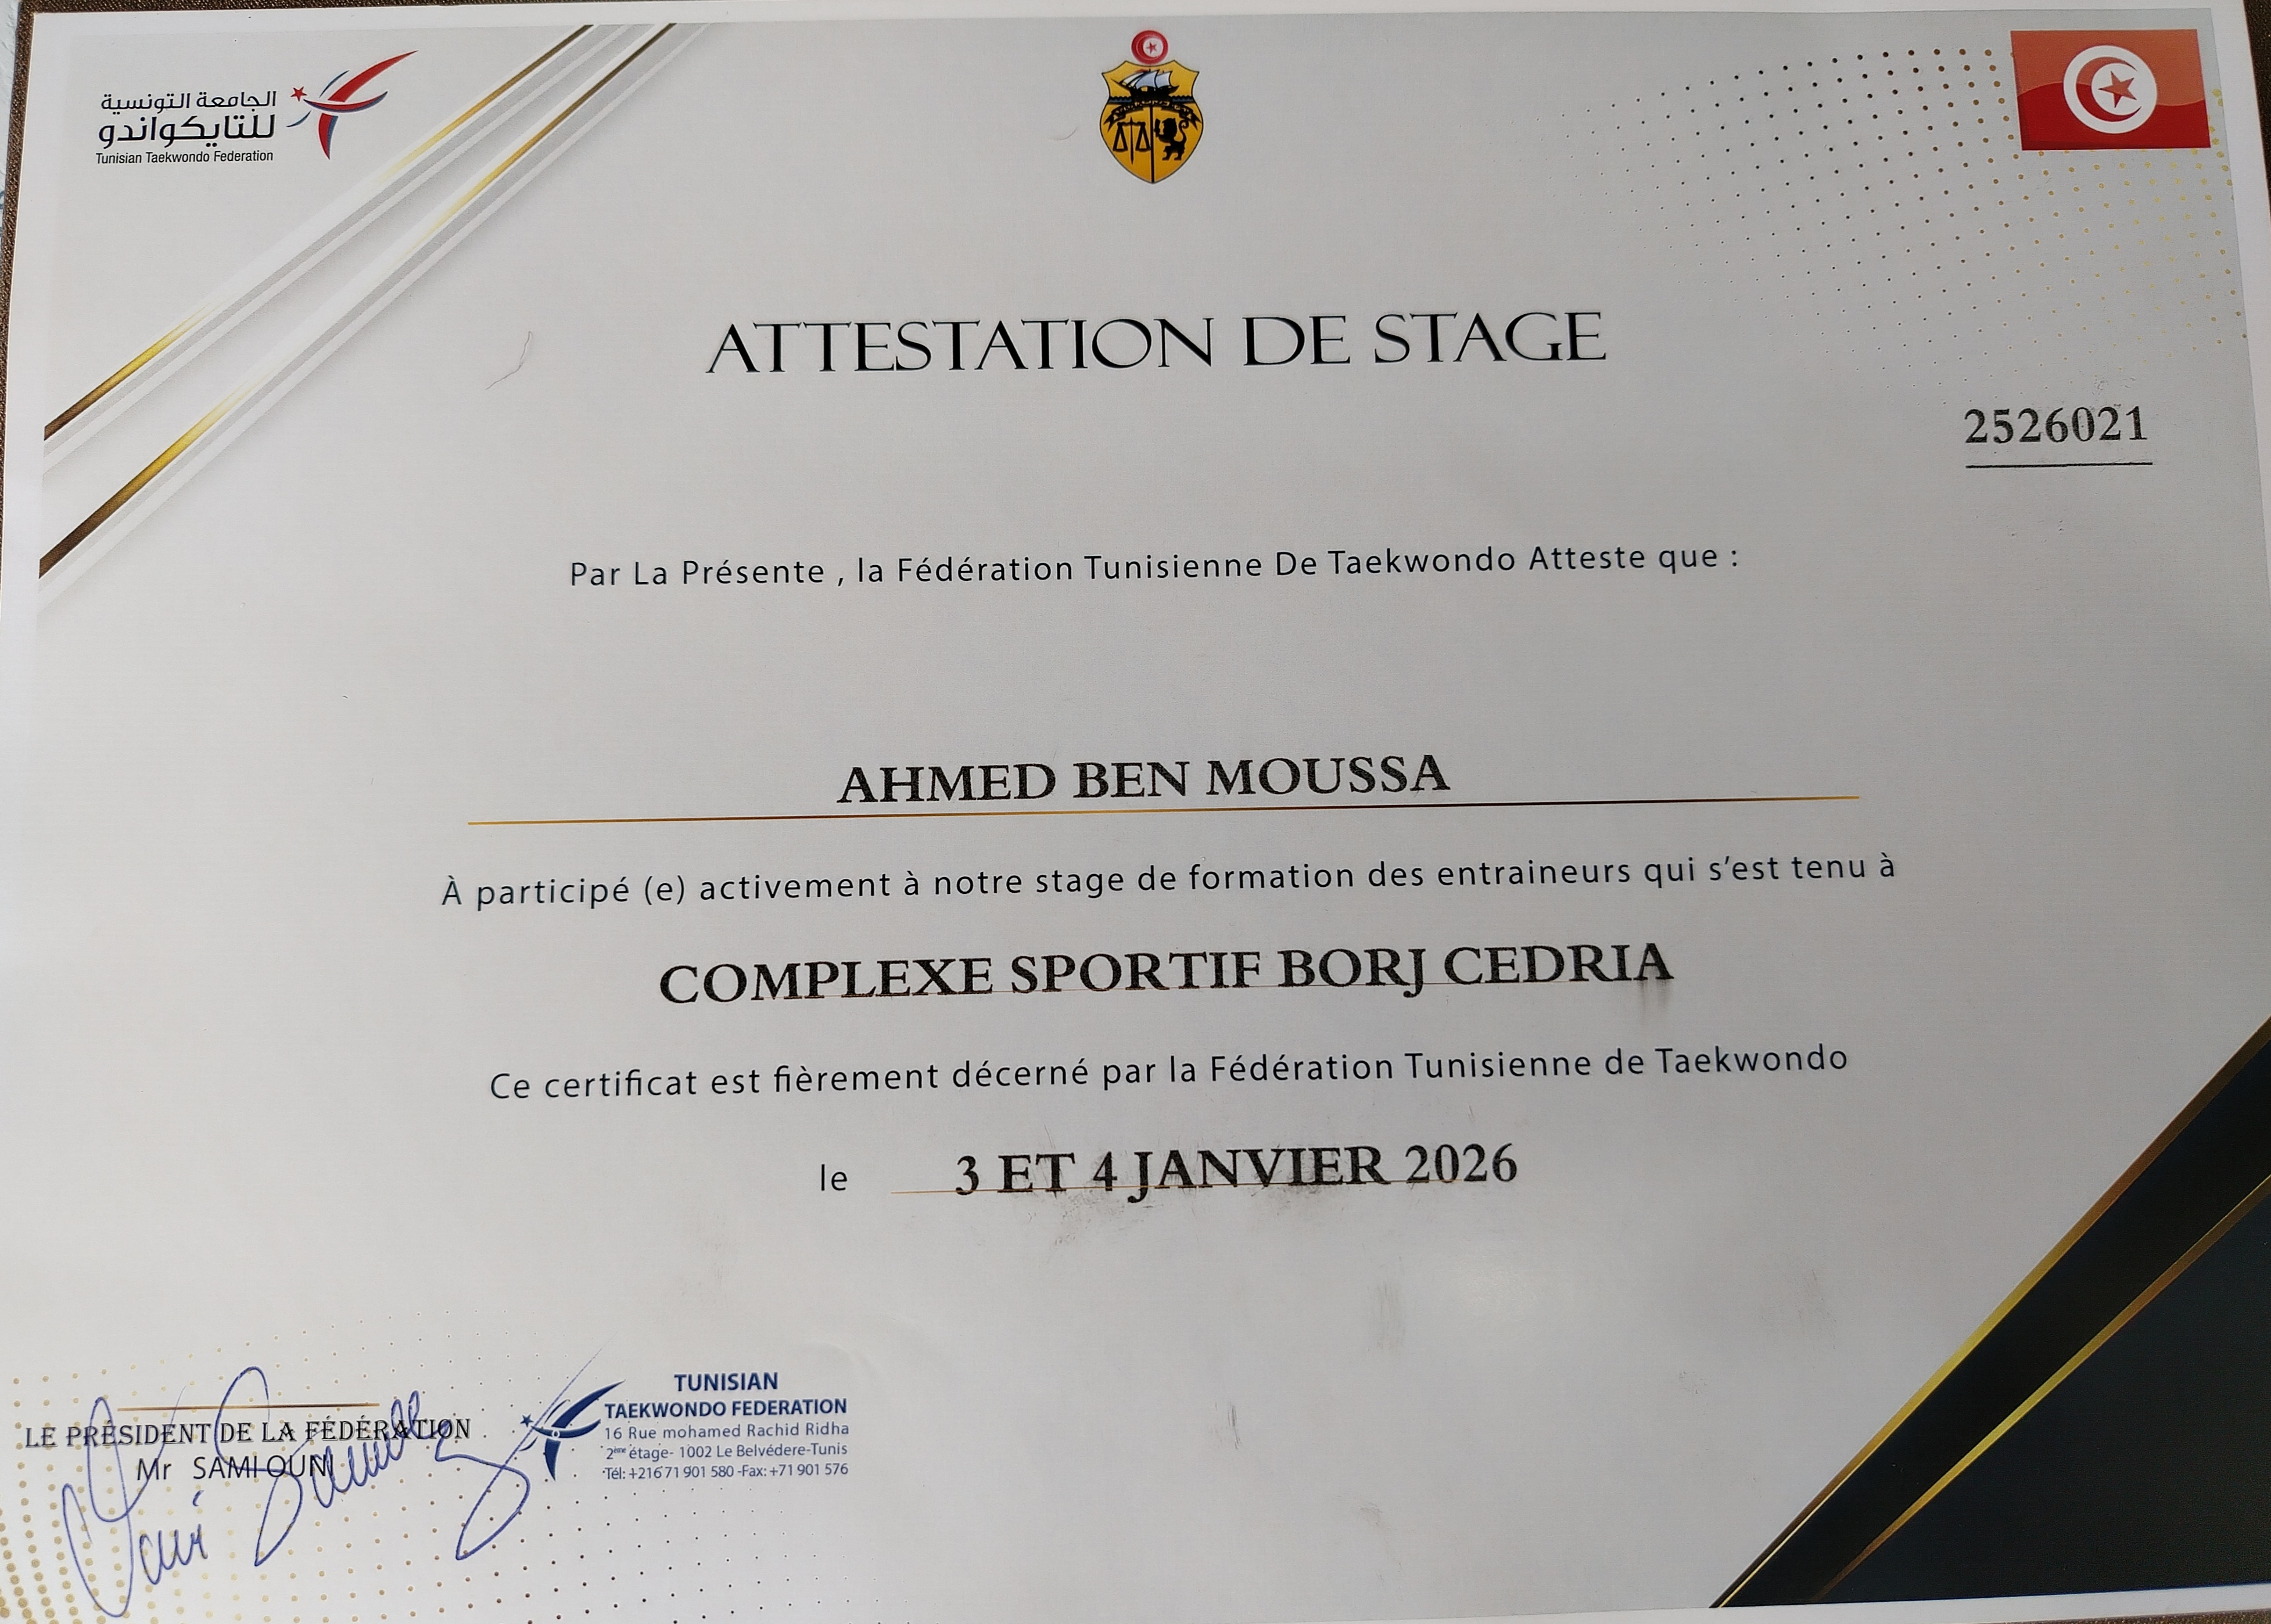 الجامعة التونسية
للتايكواندو
Tunisian Taekwondo Federation
ATTESTATION DE STAGE
2526021
Par La Présente , la Fédération Tunisienne De Taekwondo Atteste que :
AHMED BEN MOUSSA
À participé (e) activement à notre stage de formation des entraineurs qui s’est tenu à
COMPLEXE SPORTIF BORJ CEDRIA
Ce certificat est fièrement décerné par la Fédération Tunisienne de Taekwondo
le 3 ET 4 JANVIER 2026
LE PRÉSIDENT DE LA FÉDÉRATION
Mr SAMI OUNI
TUNISIAN
TAEKWONDO FEDERATION
16 Rue mohamed Rachid Ridha
2ème étage- 1002 Le Belvédere-Tunis
Tél: +216 71 901 580 -Fax: +71 901 576